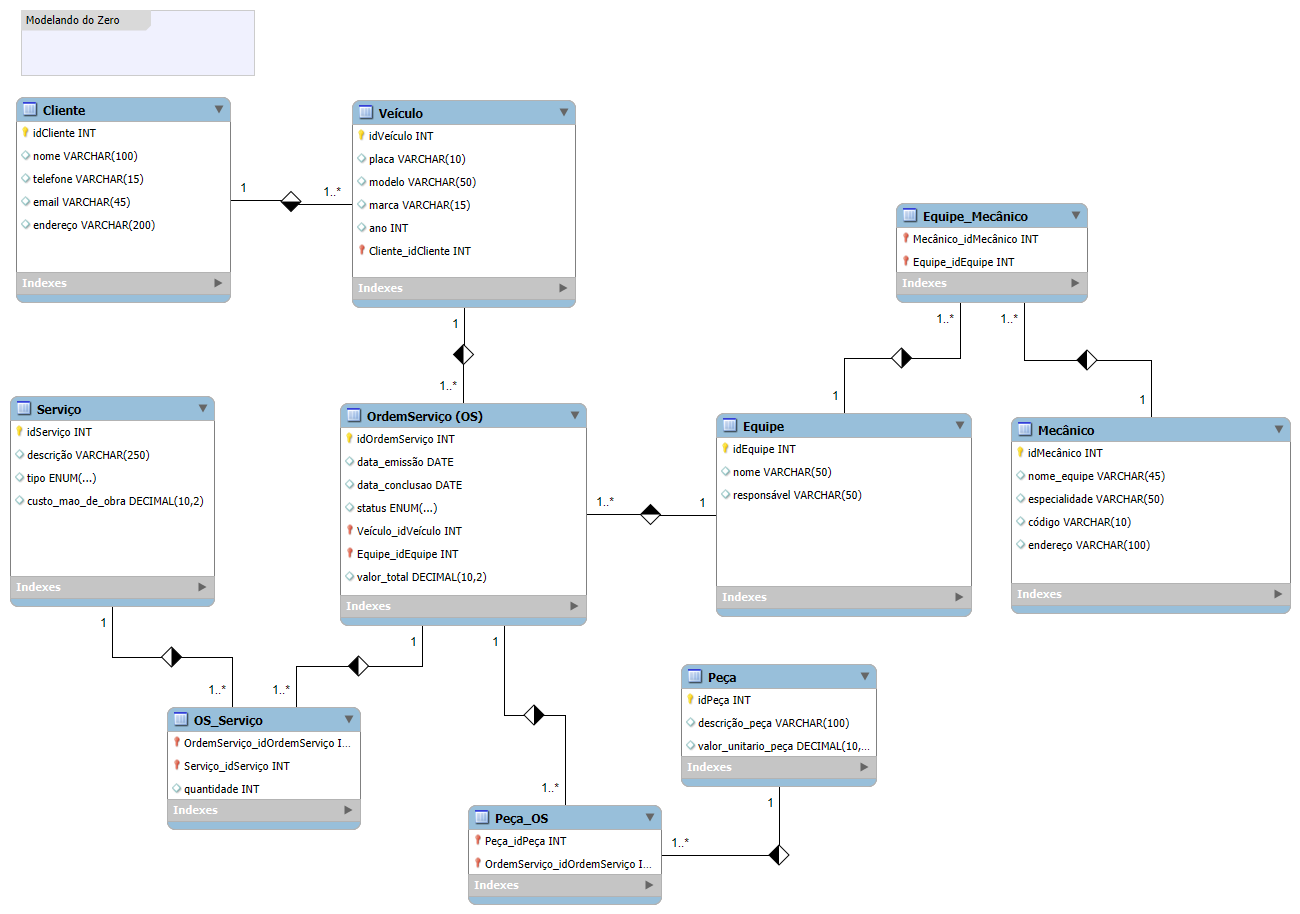 Modelando do Zero
Cliente
idCliente INT
nome VARCHAR(100)
telefone VARCHAR(15)
email VARCHAR(45)
endereço VARCHAR(200)
Indexes
1
1..*
Veículo
idVeículo INT
placa VARCHAR(10)
modelo VARCHAR(50)
marca VARCHAR(15)
ano INT
Cliente_idCliente INT
Indexes
1
1..*
Equipe_Mecânico
Mecânico_idMecânico INT
Equipe_idEquipe INT
Indexes
1..*
1..*
1
1
Serviço
idServiço INT
descrição VARCHAR(250)
tipo ENUM(...)
custo_mao_de_obra DECIMAL(10,2)
Indexes
1
1..*
OrdemServiço (OS)
idOrdemServiço INT
data_emissão DATE
data_conclusao DATE
status ENUM(...)
Veículo_idVeículo INT
Equipe_idEquipe INT
valor_total DECIMAL(10,2)
Indexes
1..*
1
1
1..*
1
1..*
Equipe
idEquipe INT
nome VARCHAR(50)
responsável VARCHAR(50)
Indexes
Mecânico
idMecânico INT
nome_equipe VARCHAR(45)
especialidade VARCHAR(50)
código VARCHAR(10)
endereço VARCHAR(100)
Indexes
OS_Serviço
OrdemServiço_idOrdemServiço I...
Serviço_idServiço INT
quantidade INT
Indexes
Peça
idPeça INT
descrição_peça VARCHAR(100)
valor_unitario_peça DECIMAL(10,...
Indexes
1
1..*
Peça_OS
Peça_idPeça INT
OrdemServiço_idOrdemServiço I...
Indexes